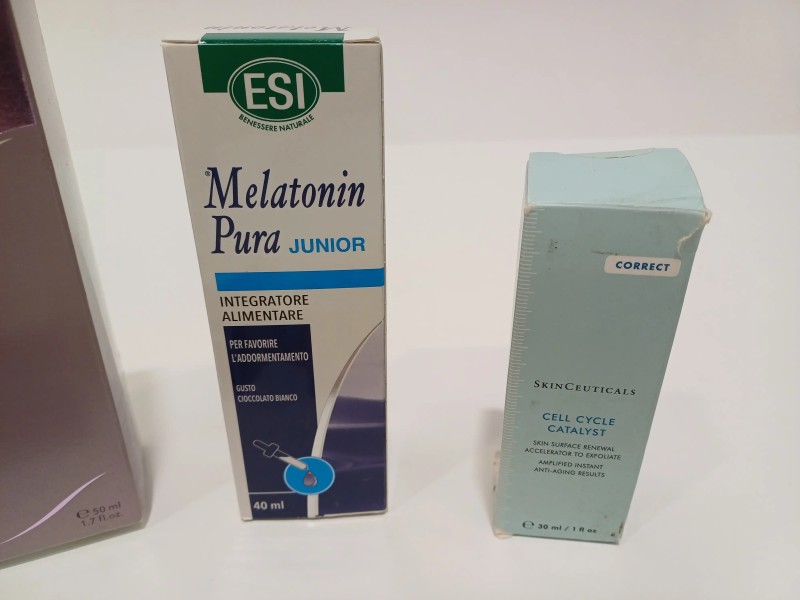 ℮ 50 ml
1.7 fl.oz.
Melatonin
ESI
BENESSERE NATURALE
®Melatonin
Pura JUNIOR
INTEGRATORE
ALIMENTARE
PER FAVORIRE
L'ADDORMENTAMENTO
GUSTO
CIOCCOLATO BIANCO
40 ml
CORRECT
SKINCEUTICALS
CELL CYCLE
CATALYST
SKIN SURFACE RENEWAL
ACCELERATOR TO EXFOLIATE
AMPLIFIED INSTANT
ANTI-AGING RESULTS
℮ 30 ml / 1 fl oz